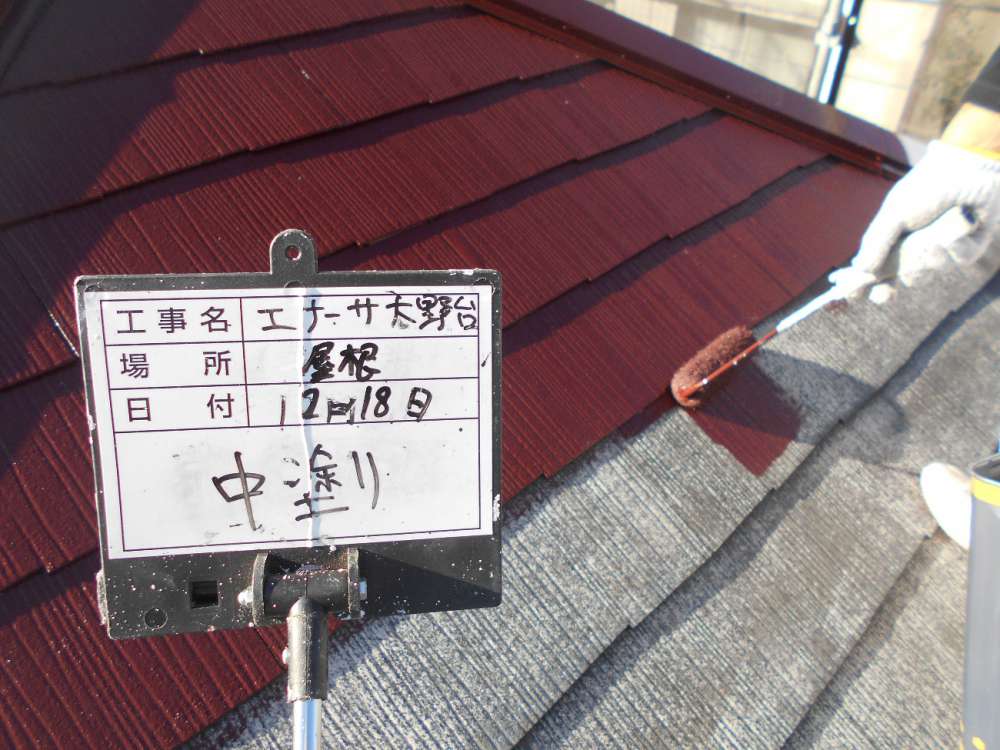 工事名 エナーサ大野台
場所 屋根
日付 12月18日
中塗り